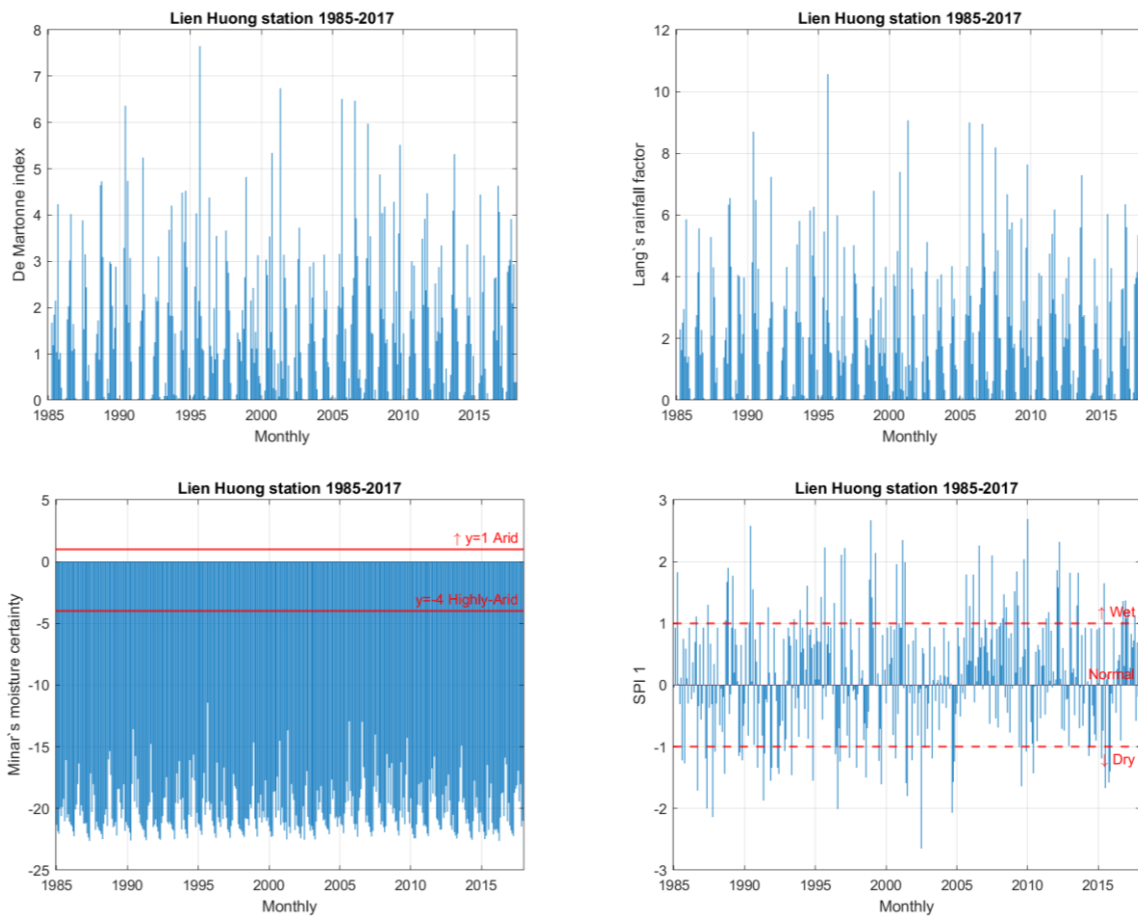 Lien Huong station 1985-2017
8
7
6
5
4
3
2
1
0
De Martonne index
1985 1990 1995 2000 2005 2010 2015
Monthly
Lien Huong station 1985-2017
12
10
8
6
4
2
0
Lang`s rainfall factor
1985 1990 1995 2000 2005 2010 2015
Monthly
Lien Huong station 1985-2017
5
0
-5
-10
-15
-20
-25
Minar`s moisture certainty
↑ y=1 Arid
y=-4 Highly-Arid
1985 1990 1995 2000 2005 2010 2015
Monthly
Lien Huong station 1985-2017
3
2
1
0
-1
-2
-3
SPI 1
↑ Wet
Normal
↓ Dry
1985 1990 1995 2000 2005 2010 2015
Monthly